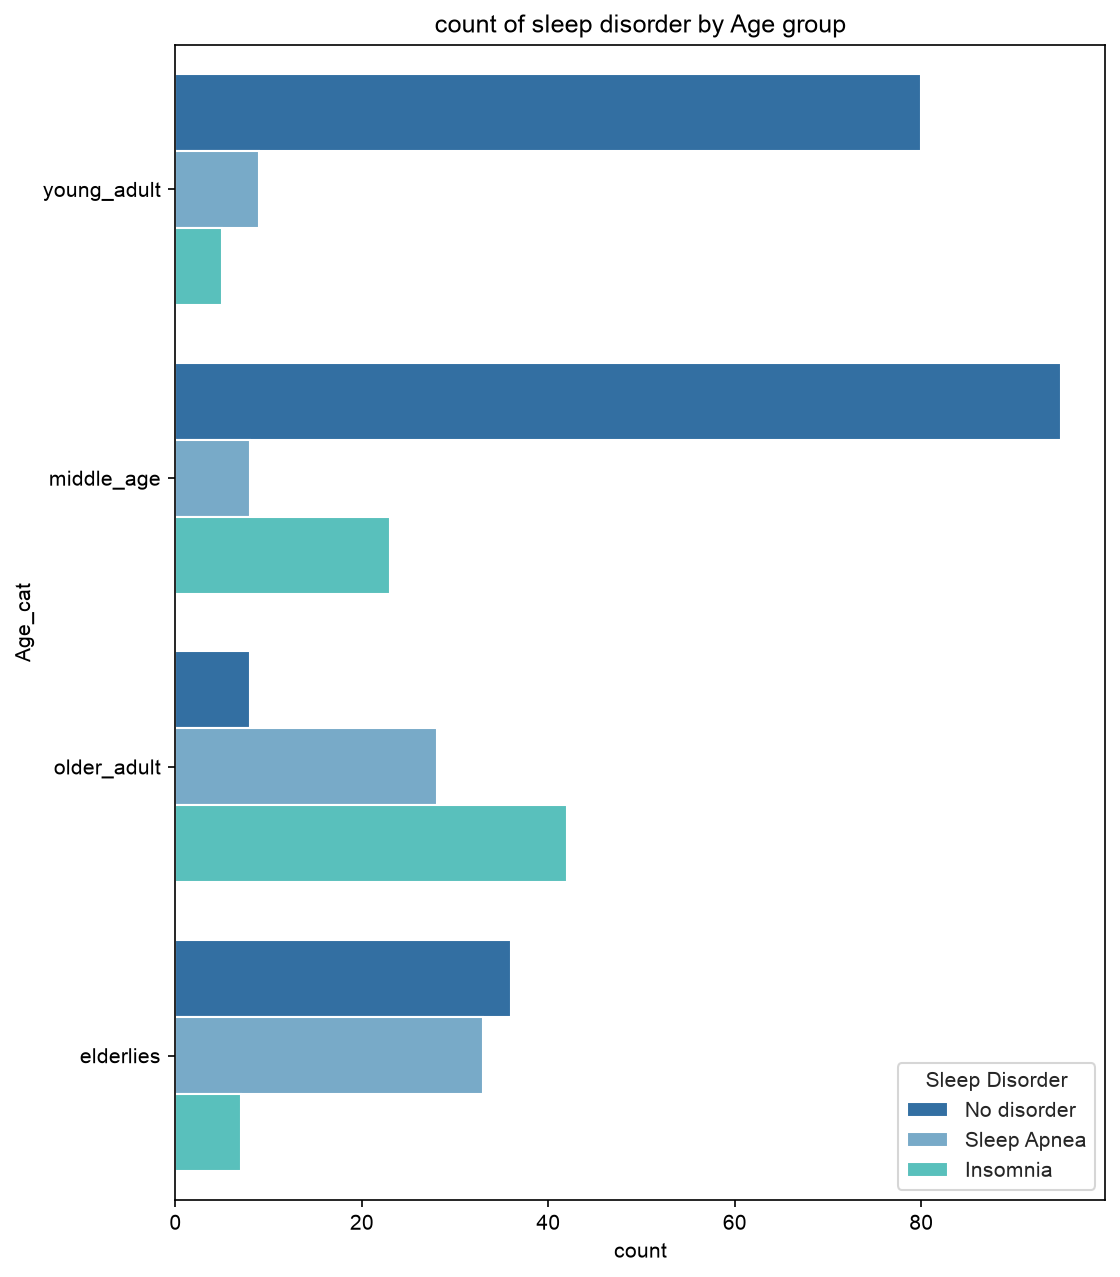 count of sleep disorder by Age group
Age_cat
young_adult
middle_age
older_adult
elderlies
Sleep Disorder
No disorder
Sleep Apnea
Insomnia
0 20 40 60 80
count